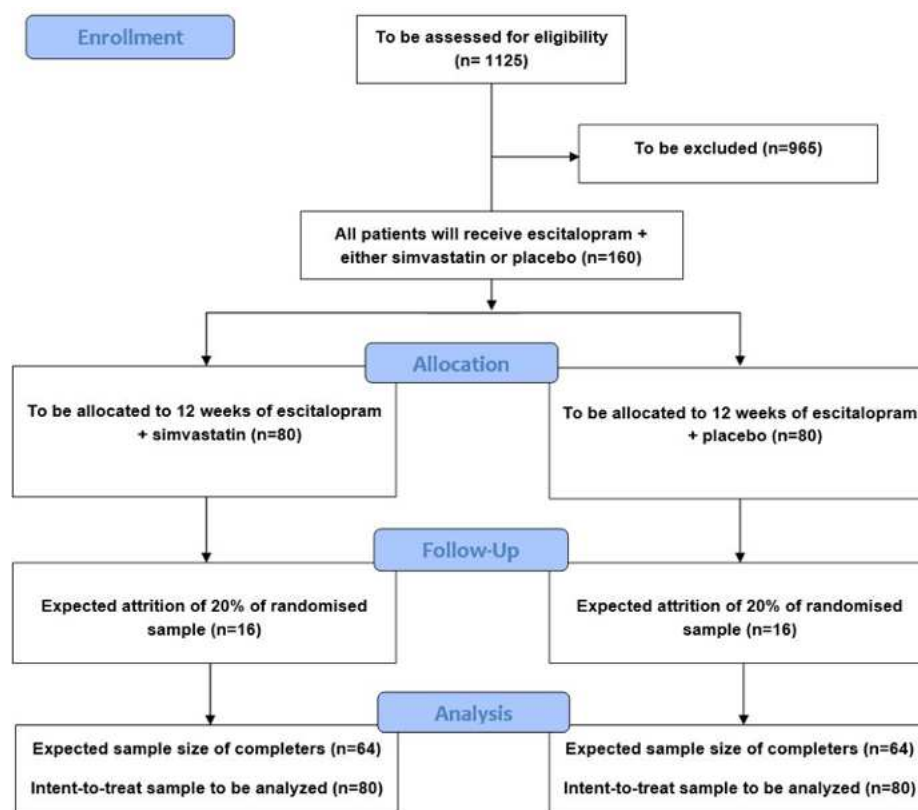 Enrollment
To be assessed for eligibility
(n= 1125)
To be excluded (n=965)
All patients will receive escitalopram +
either simvastatin or placebo (n=160)
Allocation
To be allocated to 12 weeks of escitalopram
+ simvastatin (n=80)
To be allocated to 12 weeks of escitalopram
+ placebo (n=80)
Follow-Up
Expected attrition of 20% of randomised
sample (n=16)
Expected attrition of 20% of randomised
sample (n=16)
Analysis
Expected sample size of completers (n=64)
Intent-to-treat sample to be analyzed (n=80)
Expected sample size of completers (n=64)
Intent-to-treat sample to be analyzed (n=80)